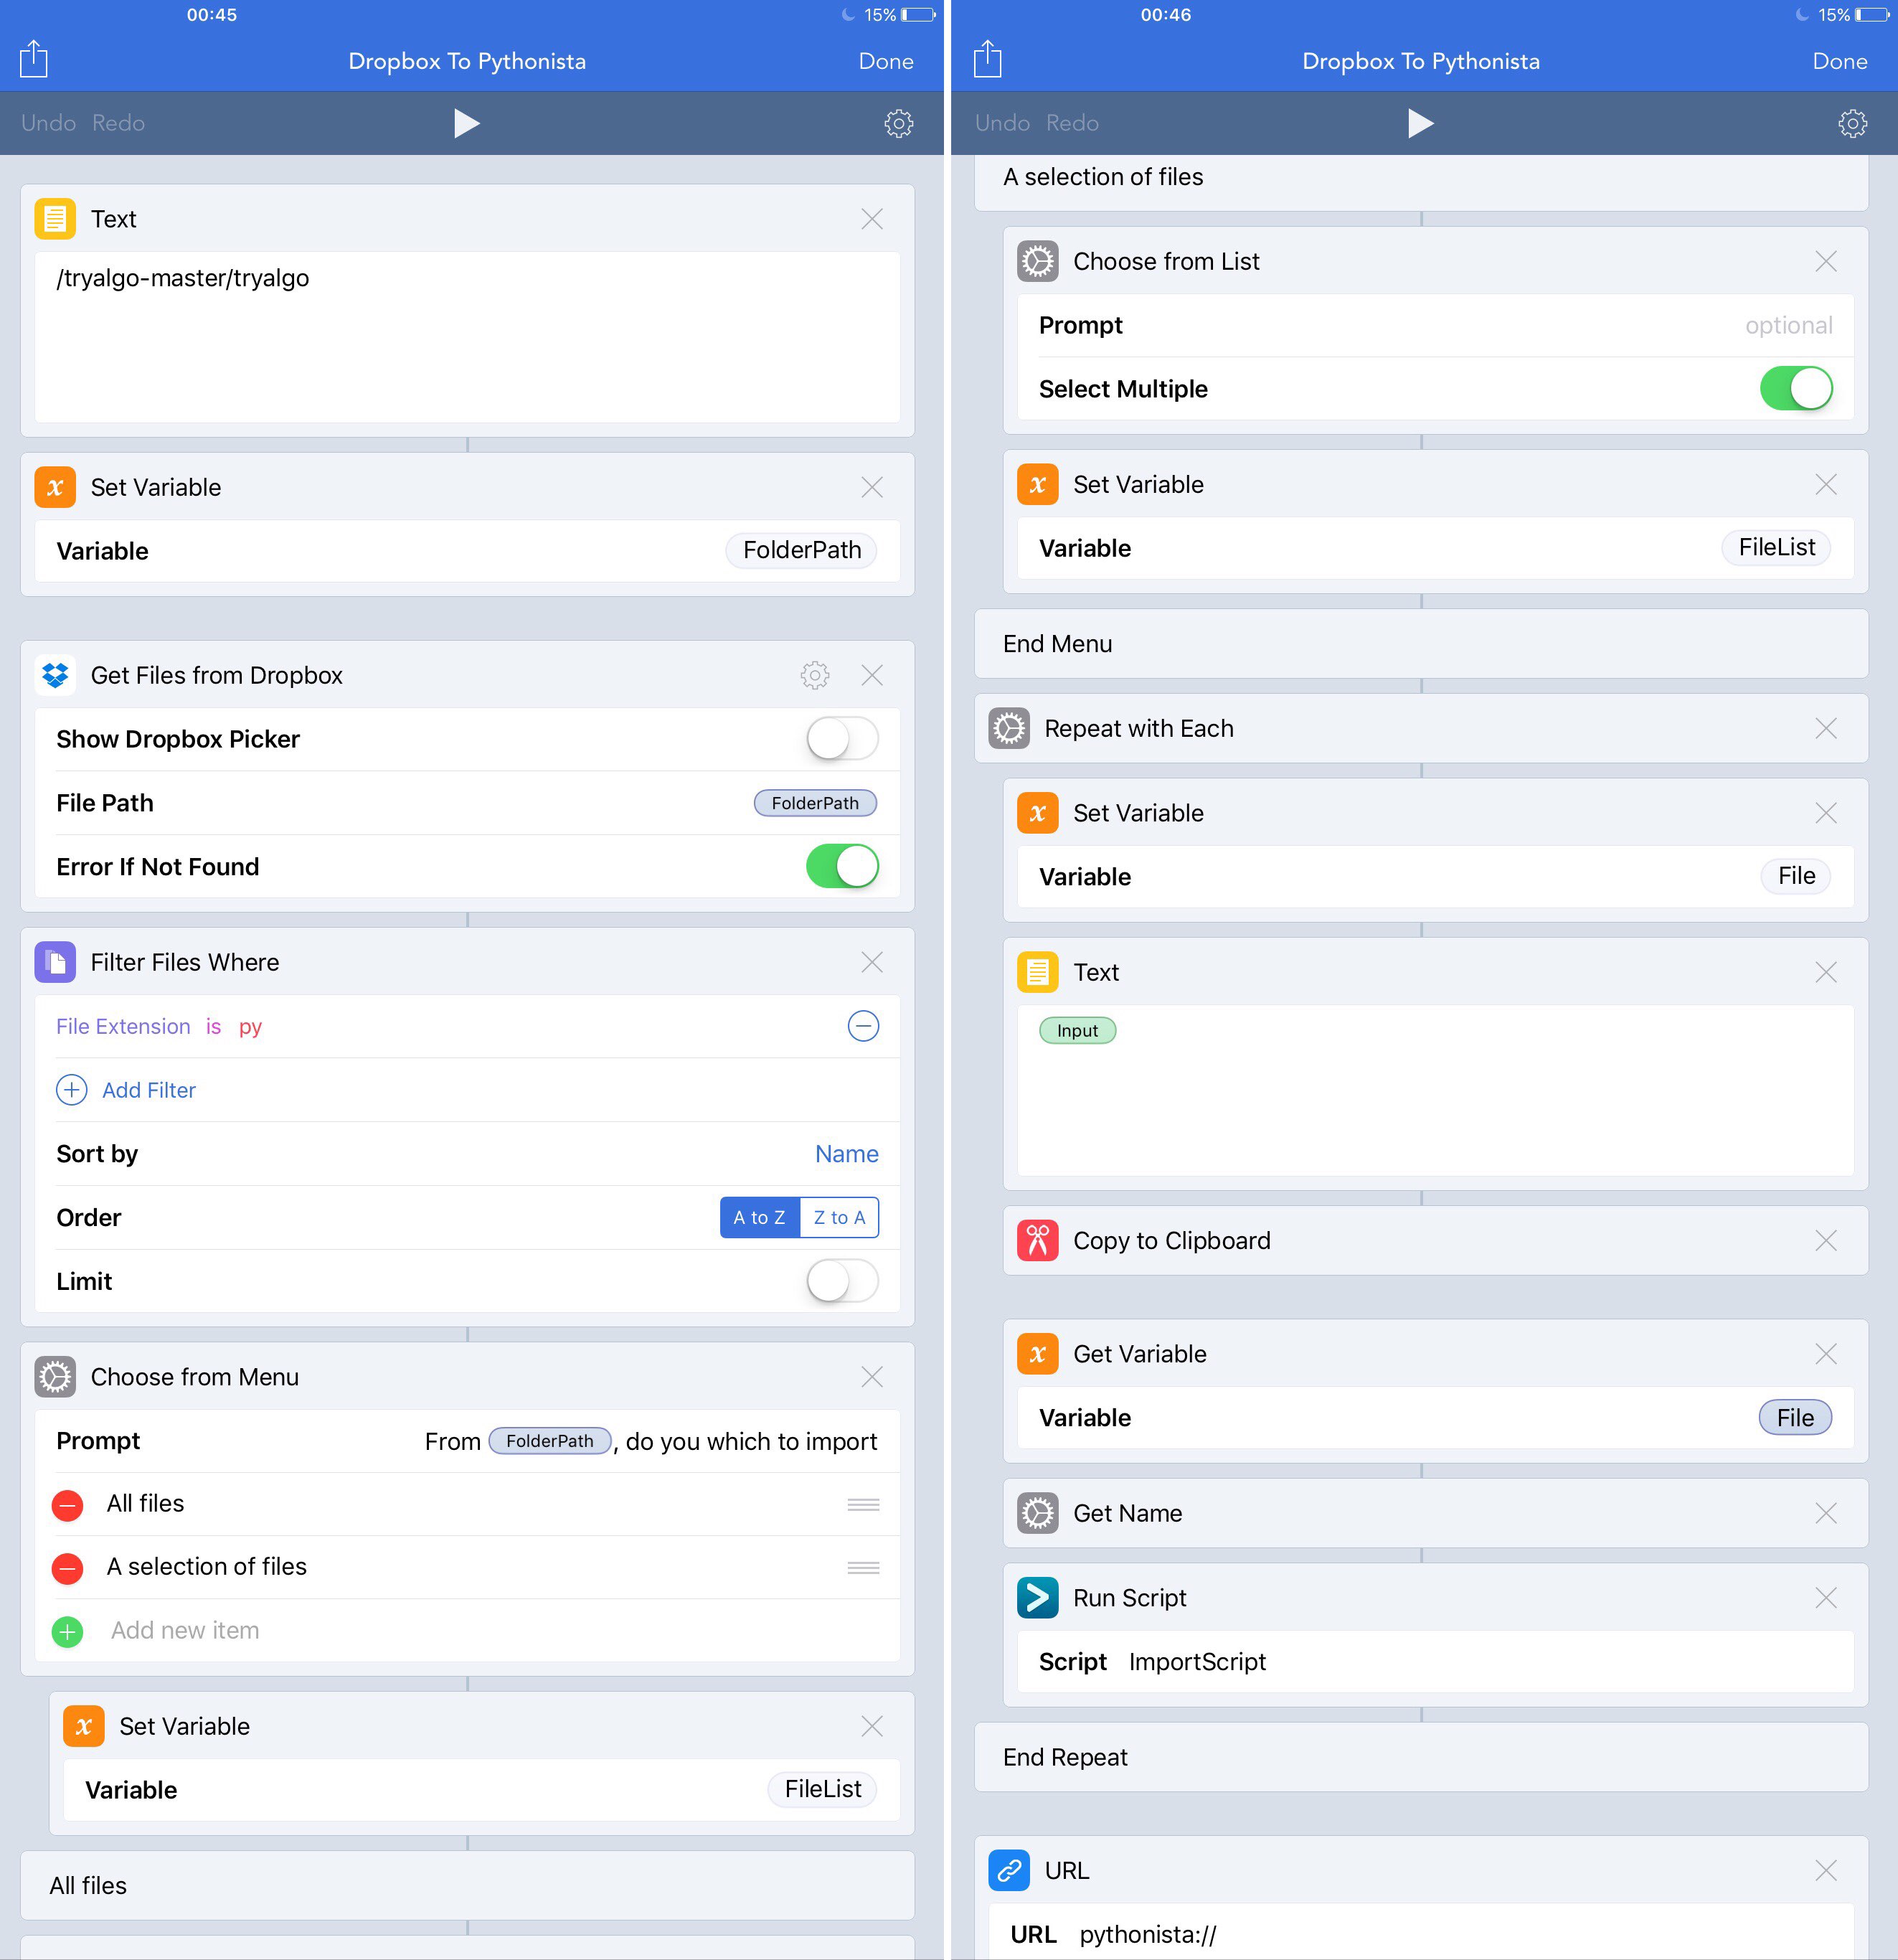 00:45
15%
Dropbox To Pythonista
Done
Undo Redo
Text
/tryalgo-master/tryalgo
Set Variable
Variable FolderPath
Get Files from Dropbox
Show Dropbox Picker
File Path FolderPath
Error If Not Found
Filter Files Where
File Extension is py
Add Filter
Sort by Name
Order A to Z Z to A
Limit
Choose from Menu
Prompt From FolderPath, do you which to import
All files
A selection of files
Add new item
Set Variable
Variable FileList
All files
00:46
15%
Dropbox To Pythonista
Done
Undo Redo
A selection of files
Choose from List
Prompt optional
Select Multiple
Set Variable
Variable FileList
End Menu
Repeat with Each
Set Variable
Variable File
Text
Input
Copy to Clipboard
Get Variable
Variable File
Get Name
Run Script
Script ImportScript
End Repeat
URL
URL pythonista://